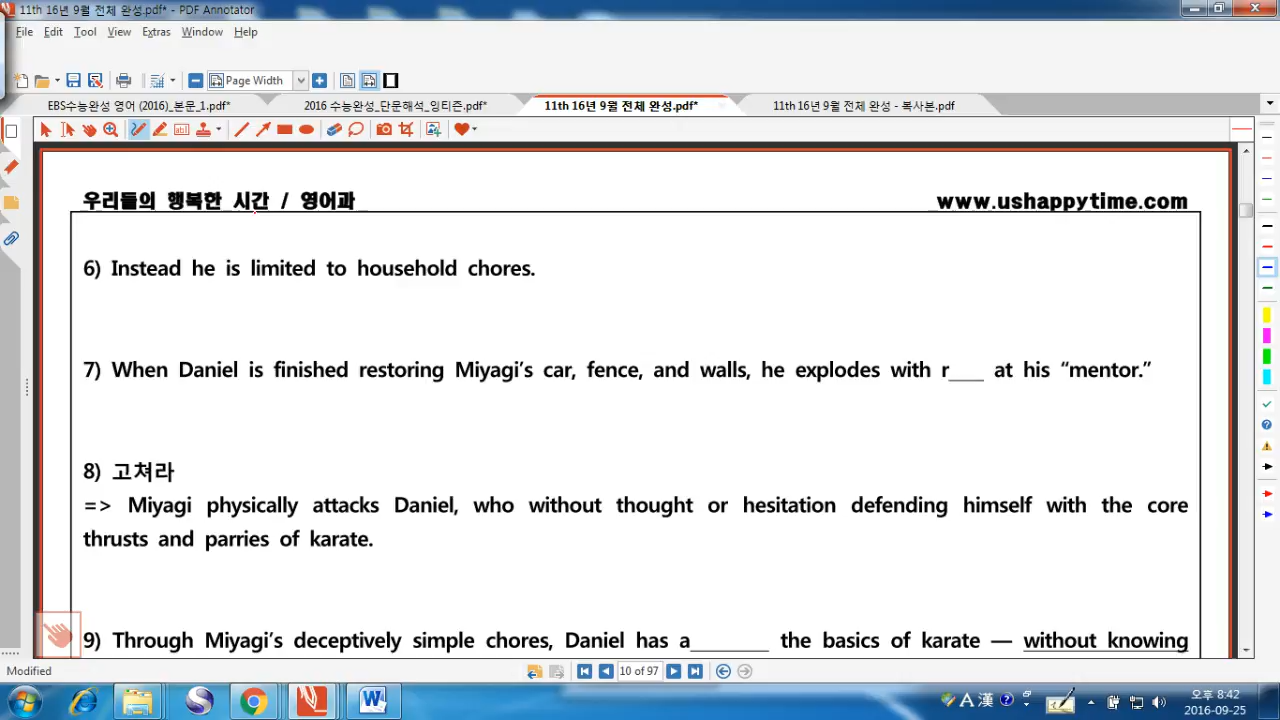 11th 16년 9월 전체 완성.pdf* - PDF Annotator
File Edit Tool View Extras Window Help
Page Width
EBS수능완성 영어 (2016)_본문_1.pdf* 2016 수능완성_단문해석_잉티즌.pdf* 11th 16년 9월 전체 완성.pdf* 11th 16년 9월 전체 완성 - 복사본.pdf
우리들의 행복한 시간 / 영어과 www.ushappytime.com
6) Instead he is limited to household chores.
7) When Daniel is finished restoring Miyagi’s car, fence, and walls, he explodes with r____ at his “mentor.”
8) 고쳐라
=> Miyagi physically attacks Daniel, who without thought or hesitation defending himself with the core
thrusts and parries of karate.
9) Through Miyagi’s deceptively simple chores, Daniel has a_________ the basics of karate — without knowing
Modified 10 of 97
A 漢 오후 8:42
2016-09-25